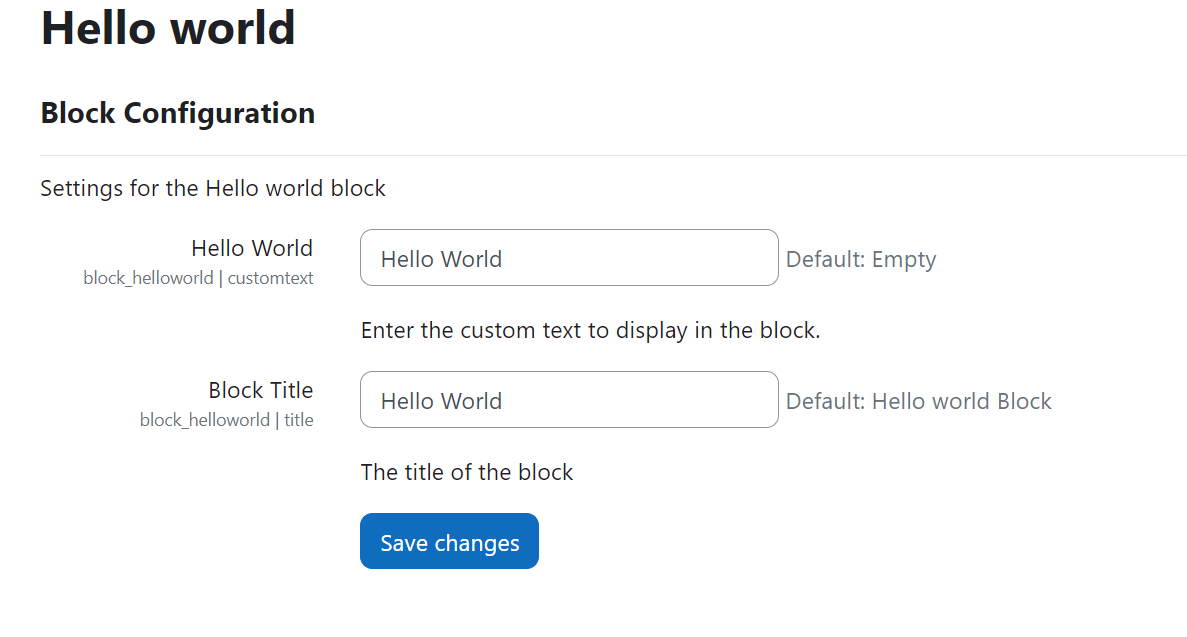 Hello world
Block Configuration
Settings for the Hello world block
Hello World
block_helloworld | customtext
Hello World
Default: Empty
Enter the custom text to display in the block.
Block Title
block_helloworld | title
Hello World
Default: Hello world Block
The title of the block
Save changes